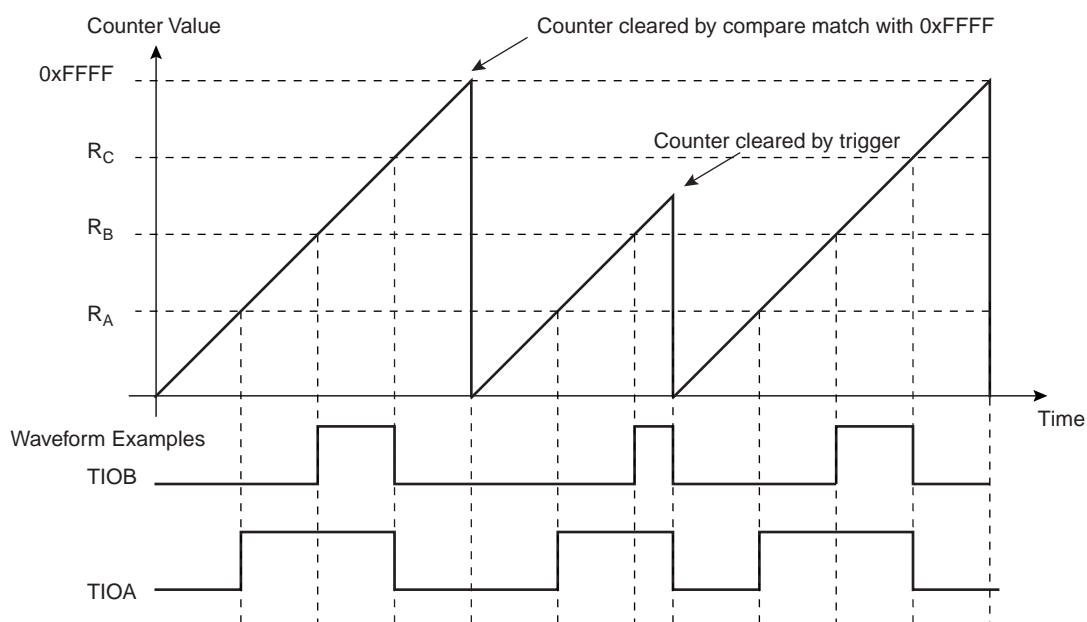 Counter Value
Counter cleared by compare match with 0xFFFF
0xFFFF
Counter cleared by trigger
RC
RB
RA
Time
Waveform Examples
TIOB
TIOA